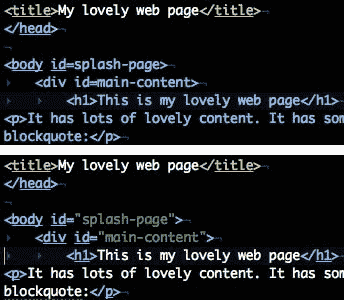 <title>My lovely web page</title>
</head>
<body id=splash-page>
<div id=main-content>
<h1>This is my lovely web page</h1>
<p>It has lots of lovely content. It has som
blockquote:</p>
<title>My lovely web page</title>
</head>
<body id="splash-page">
<div id="main-content">
<h1>This is my lovely web page</h1>
<p>It has lots of lovely content. It has som
blockquote:</p>